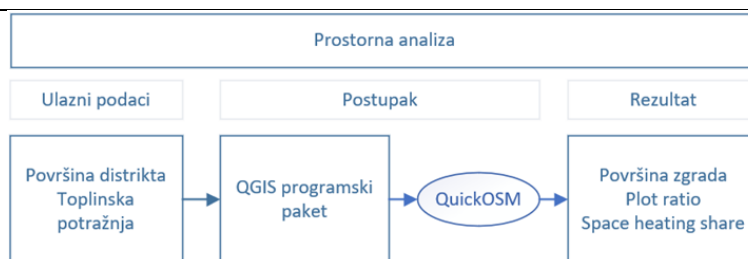 Prostorna analiza
Ulazni podaci
Postupak
Rezultat
Površina distrikta
Toplinska
potražnja
QGIS programski
paket
QuickOSM
Površina zgrada
Plot ratio
Space heating share